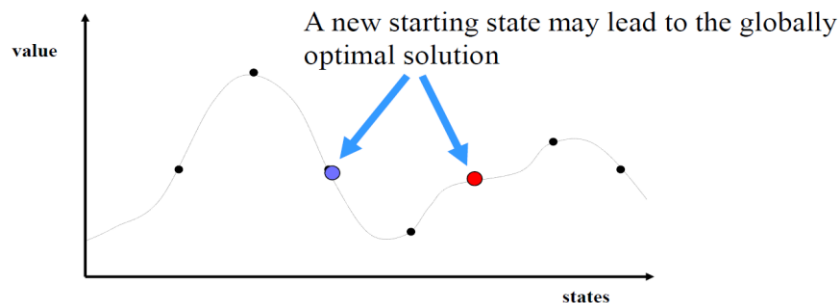 A new starting state may lead to the globally
optimal solution
value
states